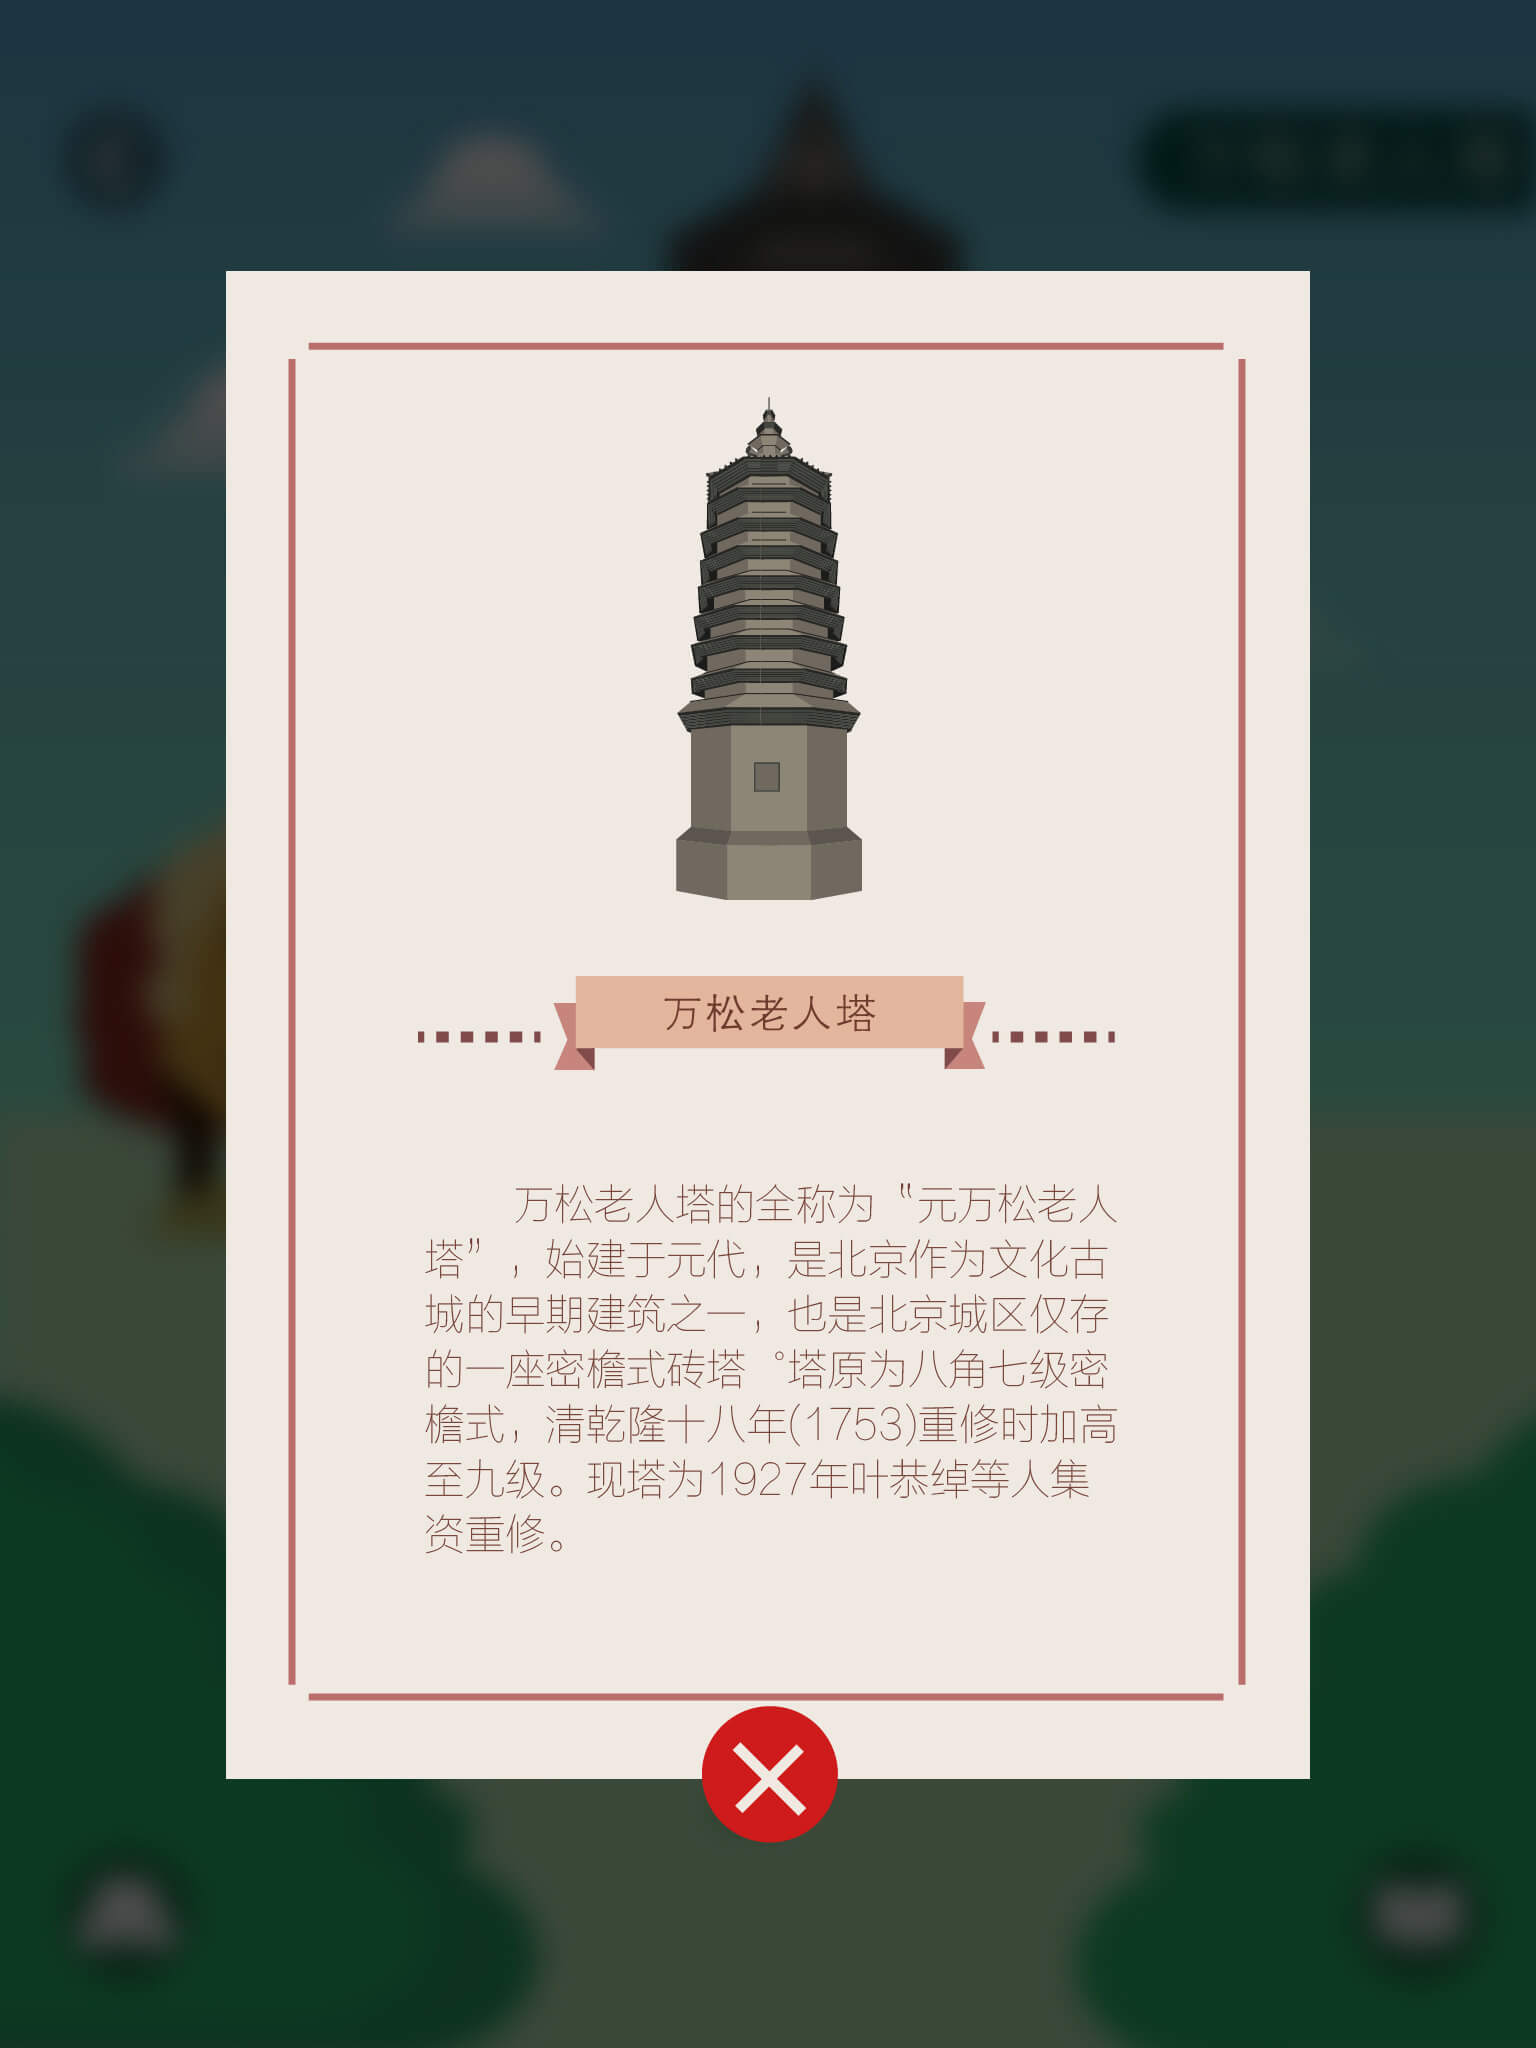 万松老人塔
万松老人塔的全称为“元万松老人
塔”，始建于元代，是北京作为文化古
城的早期建筑之一，也是北京城区仅存
的一座密檐式砖塔。塔原为八角七级密
檐式，清乾隆十八年(1753)重修时加高
至九级。现塔为1927年叶恭绰等人集
资重修。